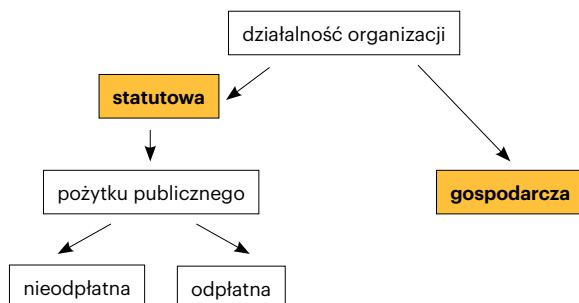 działalność organizacji
statutowa
pożytku publicznego
gospodarcza
nieodpłatna
odpłatna